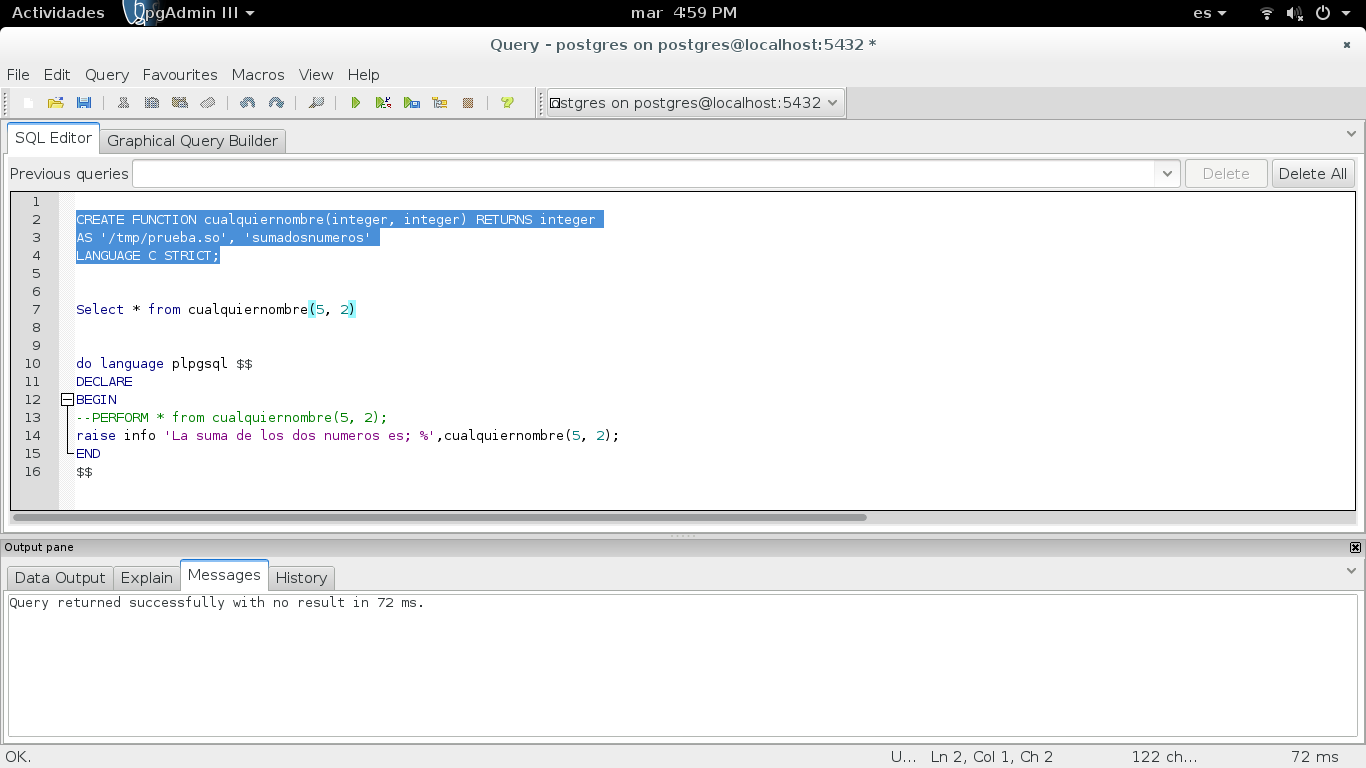 Actividades pgAdmin III mar 4:59 PM es
Query - postgres on postgres@localhost:5432 *
File Edit Query Favourites Macros View Help
stgres on postgres@localhost:5432
SQL Editor Graphical Query Builder
Previous queries Delete Delete All
1
2 CREATE FUNCTION cualquiernombre(integer, integer) RETURNS integer
3 AS '/tmp/prueba.so', 'sumadosnumeros'
4 LANGUAGE C STRICT;
5
6
7 Select * from cualquiernombre(5, 2)
8
9
10 do language plpgsql $$
11 DECLARE
12 BEGIN
13 --PERFORM * from cualquiernombre(5, 2);
14 raise info 'La suma de los dos numeros es; %',cualquiernombre(5, 2);
15 END
16 $$
Output pane
Data Output Explain Messages History
Query returned successfully with no result in 72 ms.
OK. U... Ln 2, Col 1, Ch 2 122 ch... 72 ms